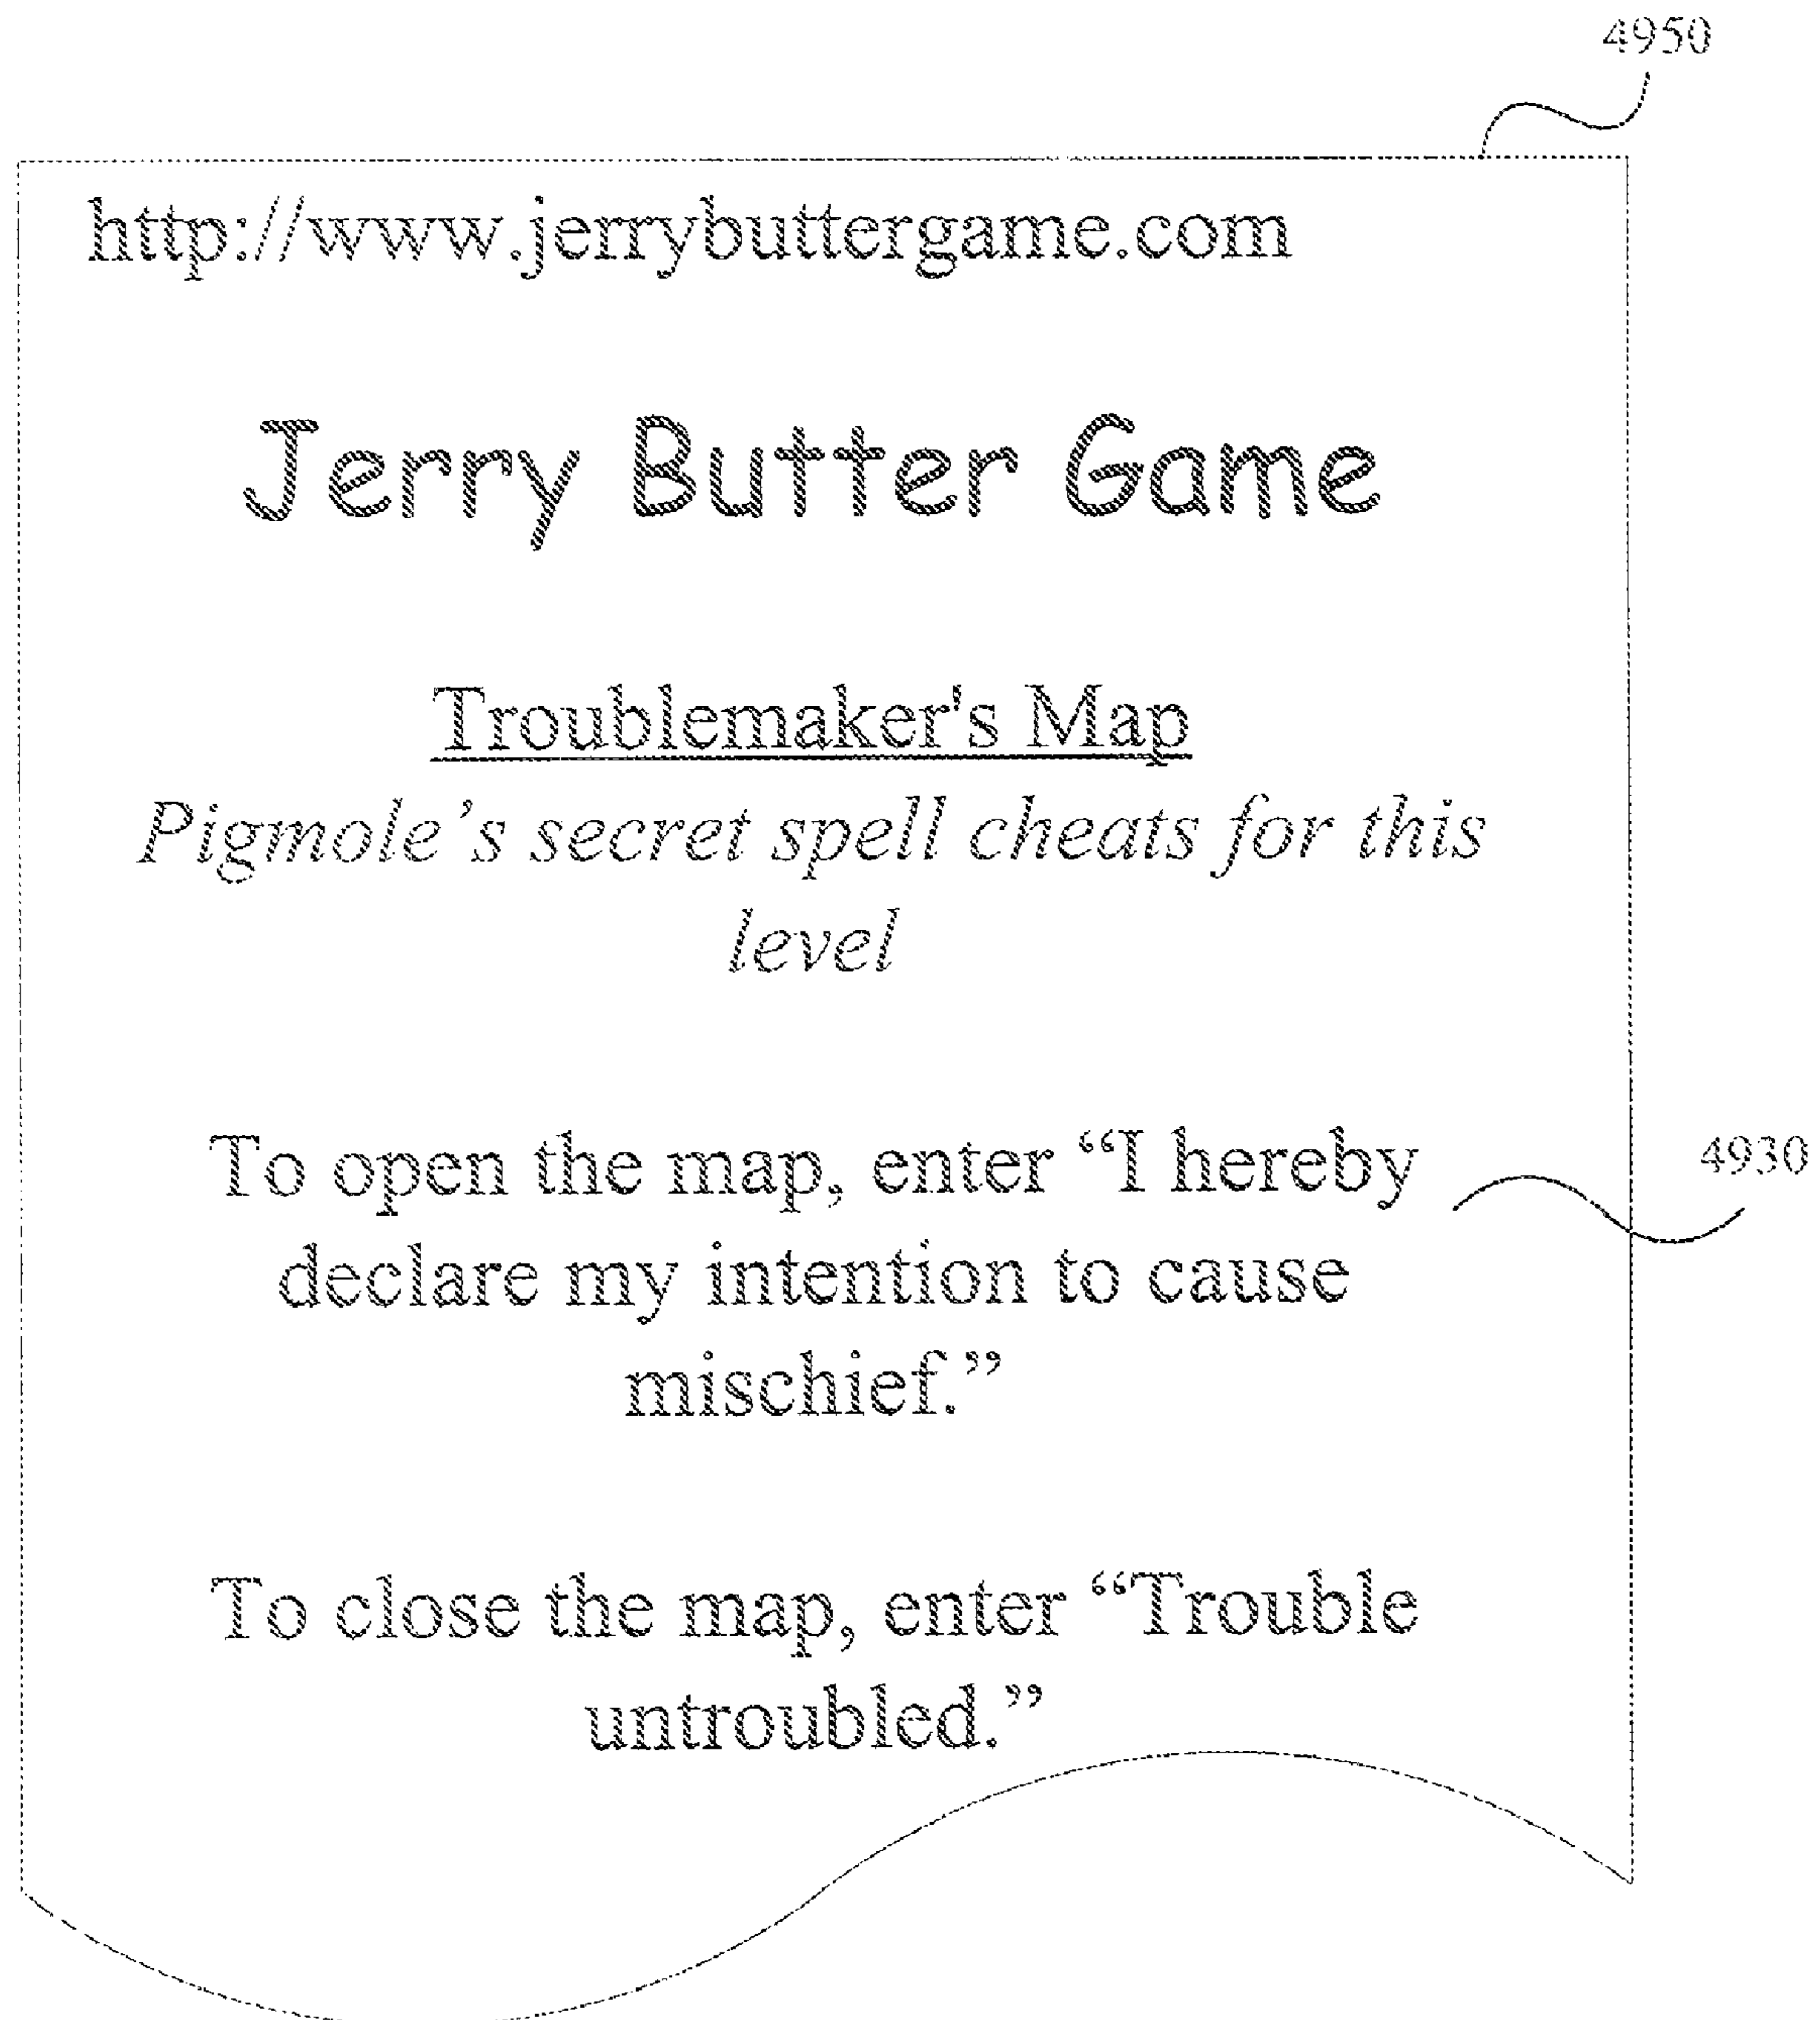 4950
http://www.jerrybuttergame.com
Jerry Butter Game
Troublemaker's Map
Pigmole’s secret spell cheats for this
level
To open the map, enter “I hereby
4930
declare my intention to cause
mischief.”
To close the map, enter “Trouble
untroubled.”